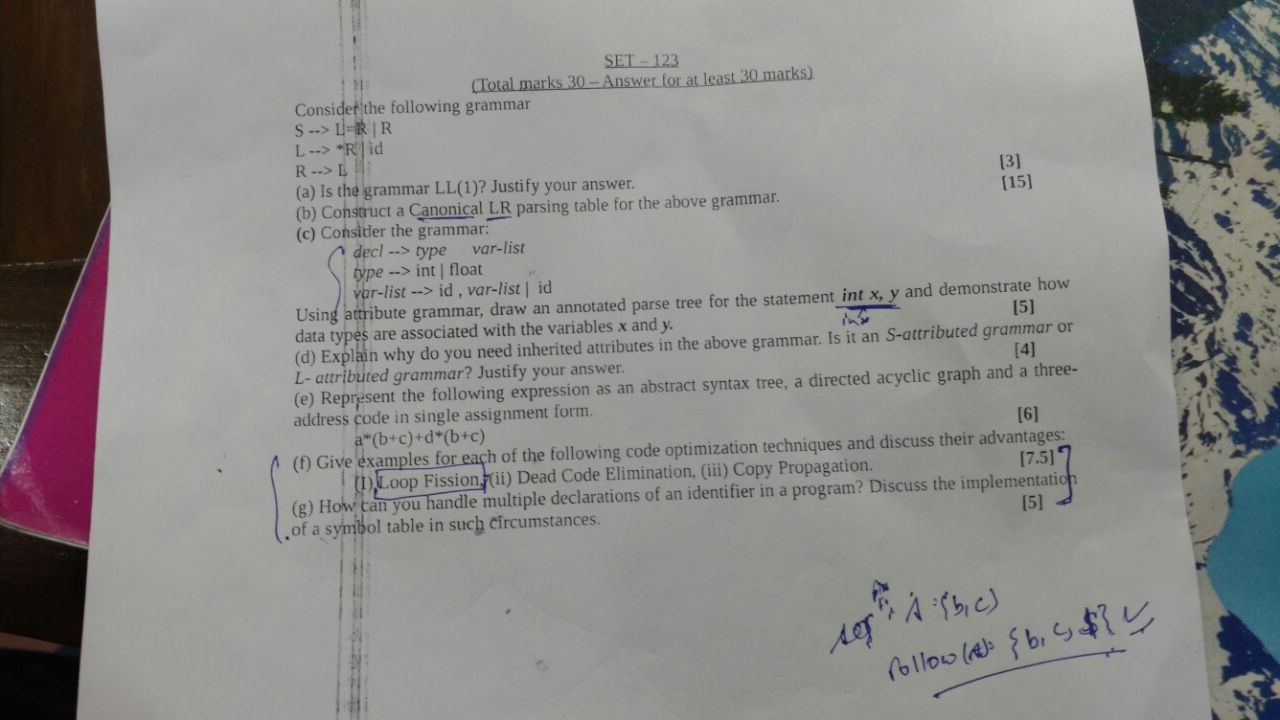 SET – 123
(Total marks 30 – Answer for at least 30 marks)
Consider the following grammar
S --> L=R | R
L --> *R | id
R --> L
(a) Is the grammar LL(1)? Justify your answer. [3]
(b) Construct a Canonical LR parsing table for the above grammar. [15]
(c) Consider the grammar:
decl --> type var-list
type --> int | float
var-list --> id , var-list | id
Using attribute grammar, draw an annotated parse tree for the statement int x, y and demonstrate how
data types are associated with the variables x and y. [5]
(d) Explain why do you need inherited attributes in the above grammar. Is it an S-attributed grammar or
L- attributed grammar? Justify your answer. [4]
(e) Represent the following expression as an abstract syntax tree, a directed acyclic graph and a three-
address code in single assignment form. [6]
a*(b+c)+d*(b+c)
(f) Give examples for each of the following code optimization techniques and discuss their advantages:
(I) Loop Fission, (ii) Dead Code Elimination, (iii) Copy Propagation. [7.5]
(g) How can you handle multiple declarations of an identifier in a program? Discuss the implementation
of a symbol table in such circumstances. [5]
A : {b, c}
Follow {b, c, $}